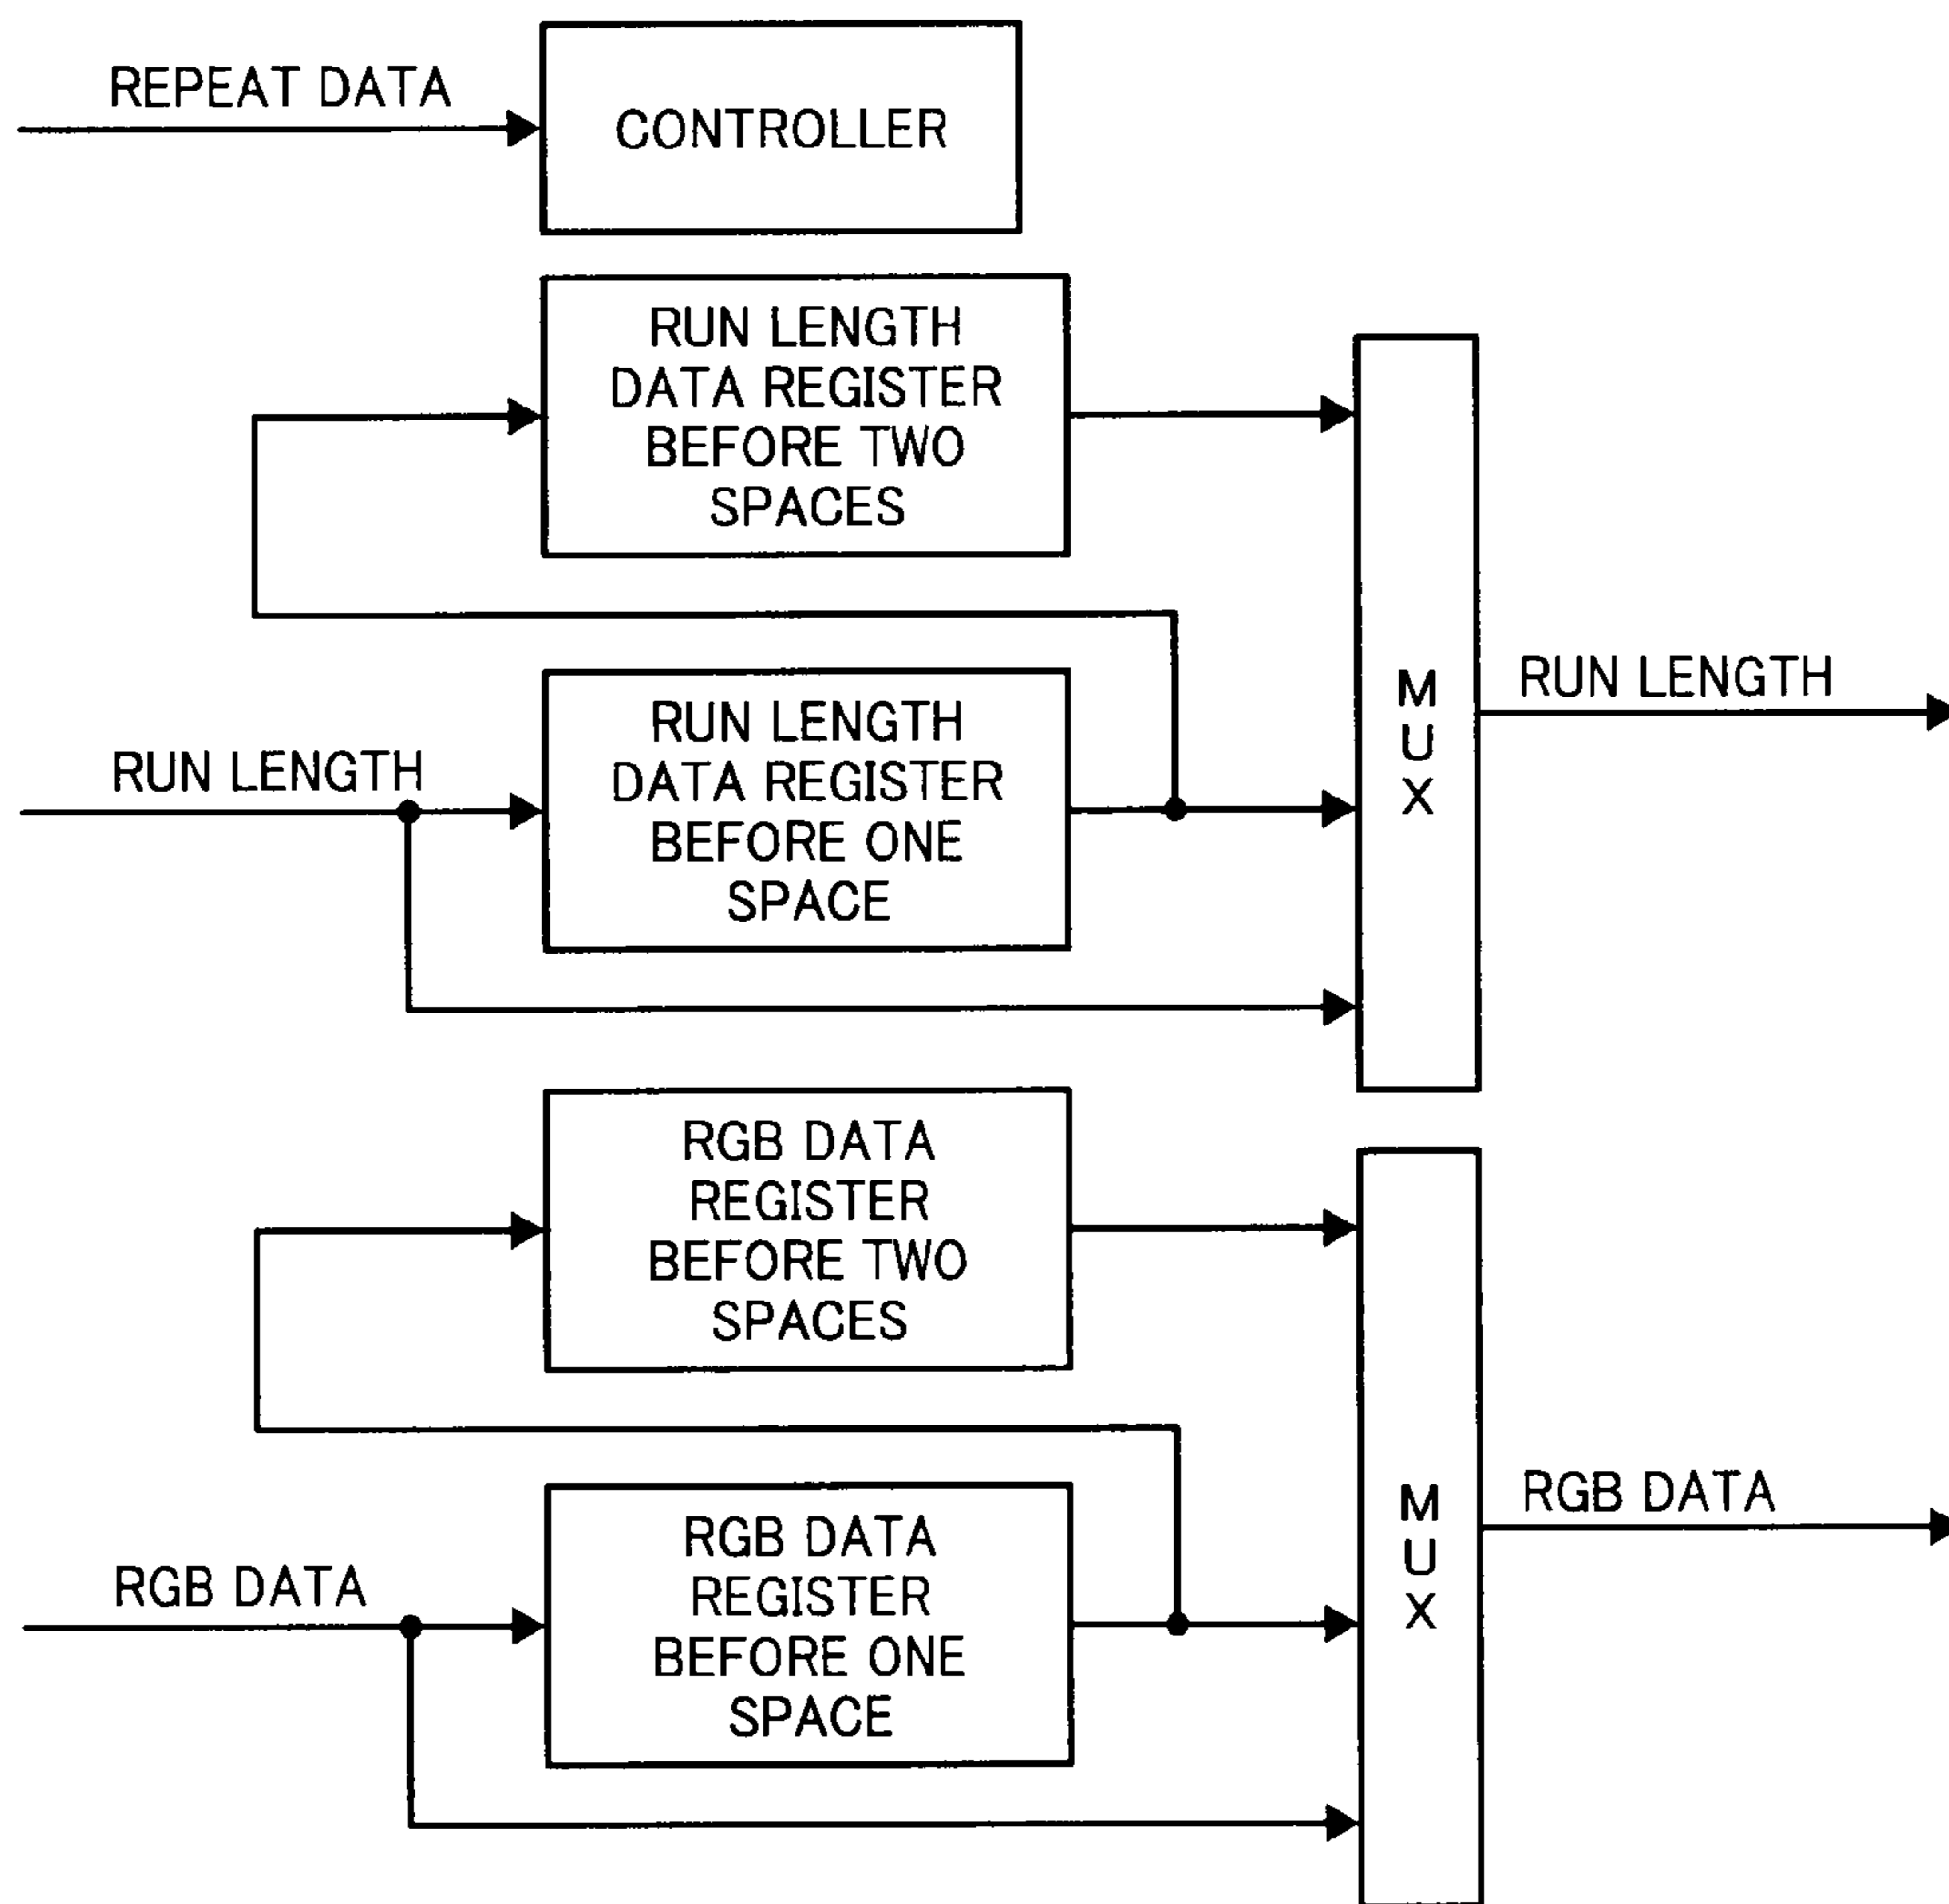 REPEAT DATA
CONTROLLER
RUN LENGTH
DATA REGISTER
BEFORE TWO
SPACES
RUN LENGTH
RUN LENGTH
DATA REGISTER
BEFORE ONE
SPACE
M
U
X
RUN LENGTH
RGB DATA
REGISTER
BEFORE TWO
SPACES
RGB DATA
RGB DATA
REGISTER
BEFORE ONE
SPACE
M
U
X
RGB DATA